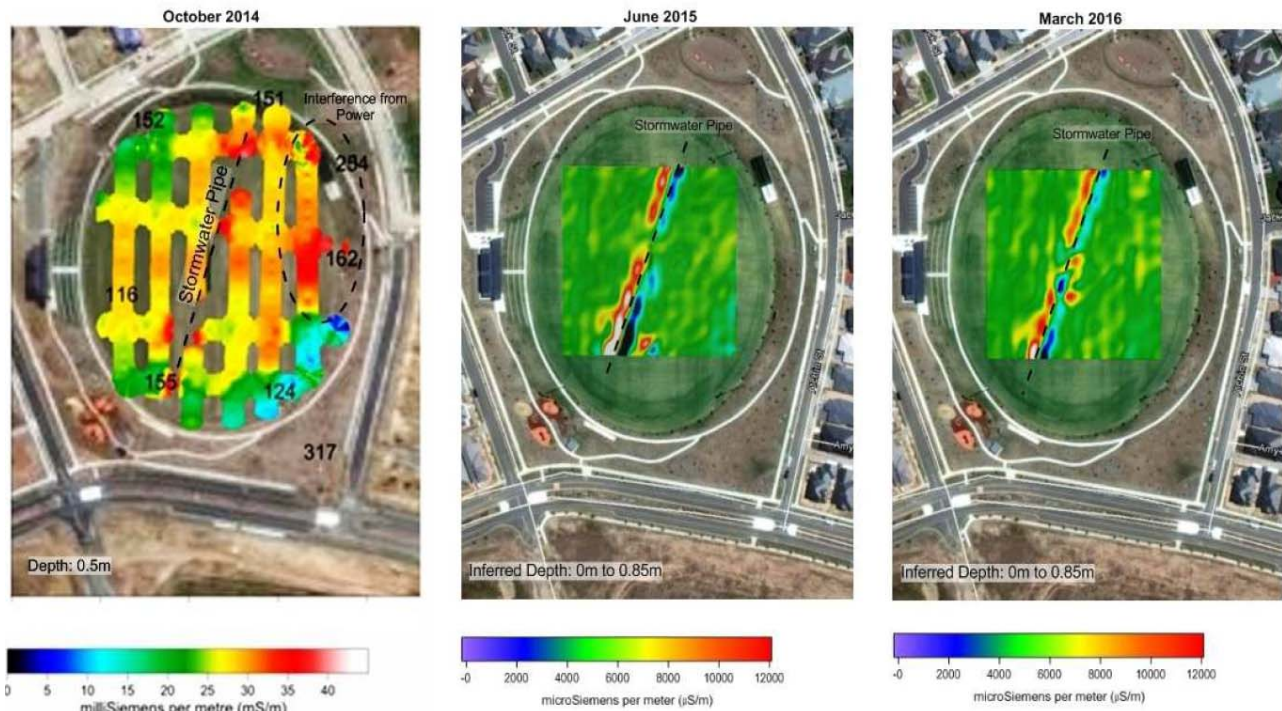 October 2014
June 2015
March 2016
151
Interference from
Power
152
254
Stormwater Pipe
162
116
155
124
317
Depth: 0.5m
Stormwater Pipe
Inferred Depth: 0m to 0.85m
Stormwater Pipe
Inferred Depth: 0m to 0.85m
0 5 10 15 20 25 30 35 40
milliSiemens per metre (mS/m)
-0 2000 4000 6000 8000 10000 12000
microSiemens per meter (µS/m)
-0 2000 4000 6000 8000 10000 12000
microSiemens per meter (µS/m)